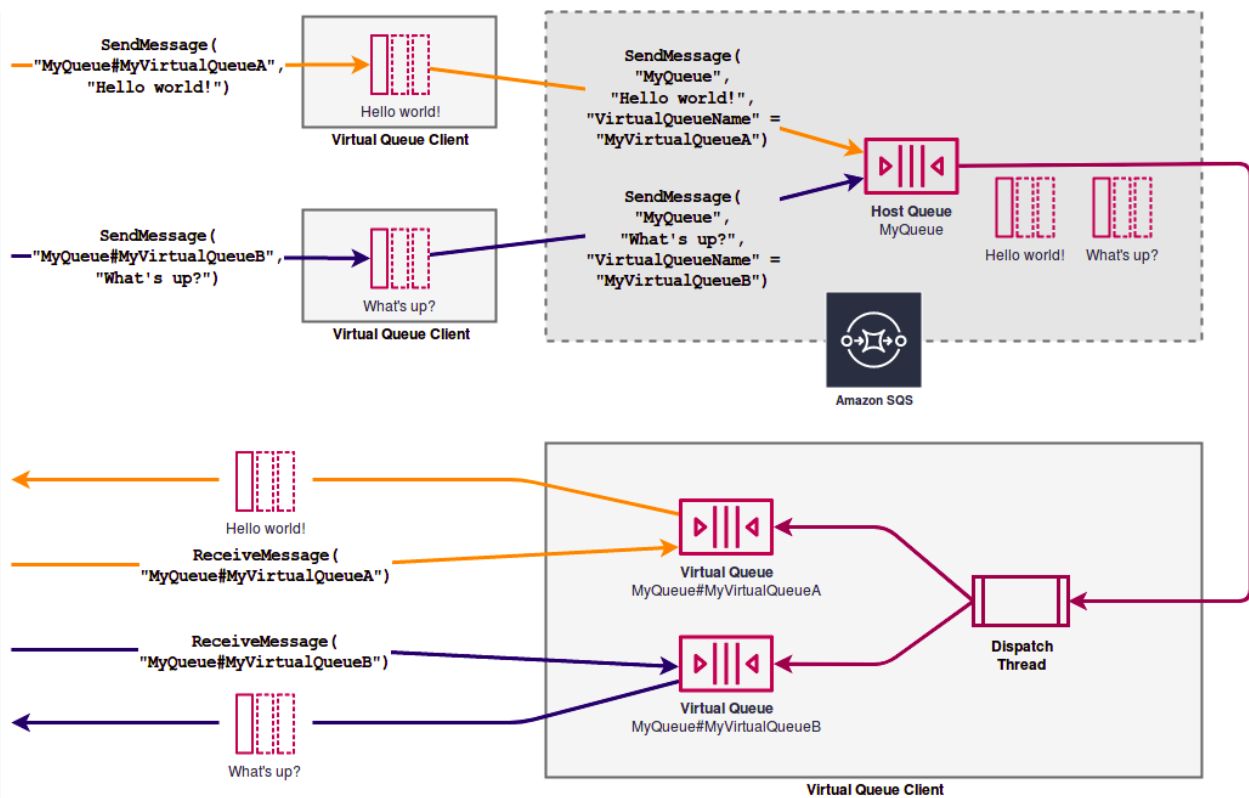 SendMessage(
"MyQueue#MyVirtualQueueA",
"Hello world!")
Hello world!
Virtual Queue Client
SendMessage(
"MyQueue",
"Hello world!",
"VirtualQueueName" =
"MyVirtualQueueA")
SendMessage(
"MyQueue#MyVirtualQueueB",
"What's up?")
What's up?
Virtual Queue Client
SendMessage(
"MyQueue",
"What's up?",
"VirtualQueueName" =
"MyVirtualQueueB")
Host Queue
MyQueue
Hello world!
What's up?
Amazon SQS
Hello world!
ReceiveMessage(
"MyQueue#MyVirtualQueueA")
Virtual Queue
MyQueue#MyVirtualQueueA
ReceiveMessage(
"MyQueue#MyVirtualQueueB")
Virtual Queue
MyQueue#MyVirtualQueueB
Dispatch
Thread
What's up?
Virtual Queue Client